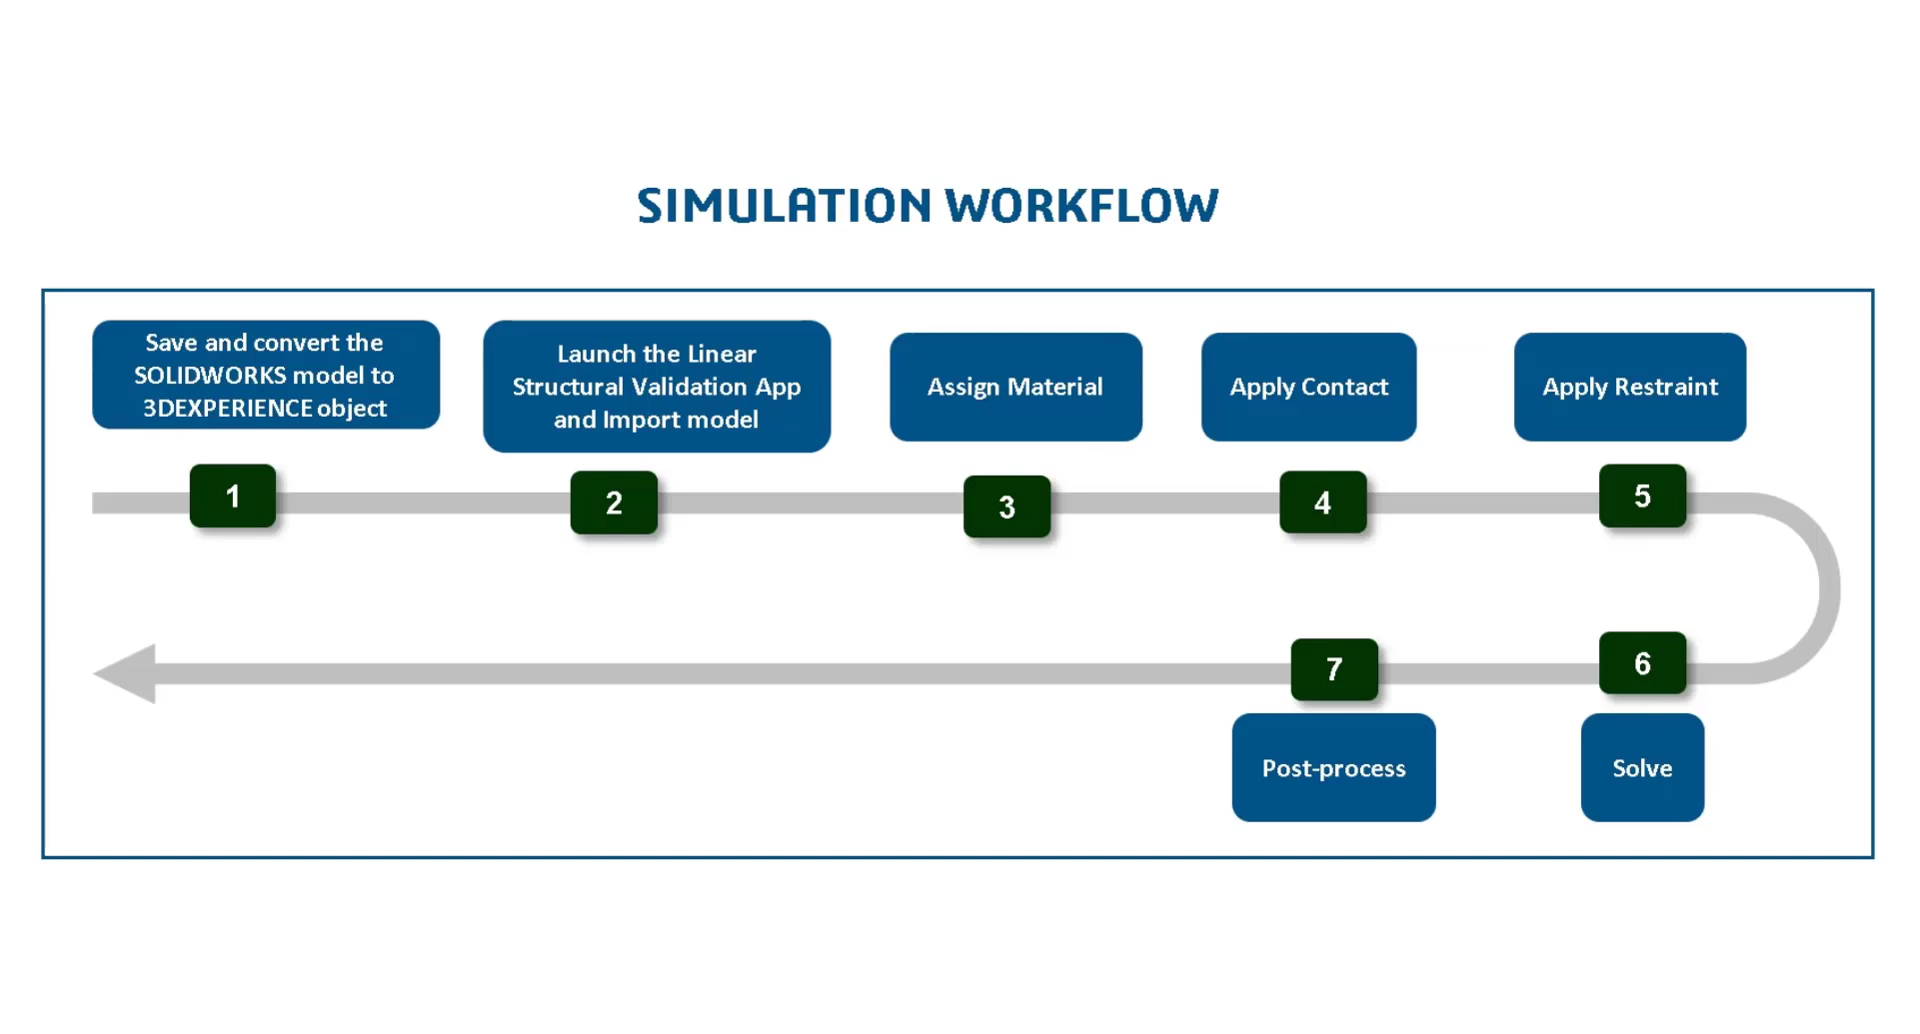 SIMULATION WORKFLOW
Save and convert the
SOLIDWORKS model to
3DEXPERIENCE object
Launch the Linear
Structural Validation App
and Import model
Assign Material
Apply Contact
Apply Restraint
1
2
3
4
5
7
6
Post-process
Solve